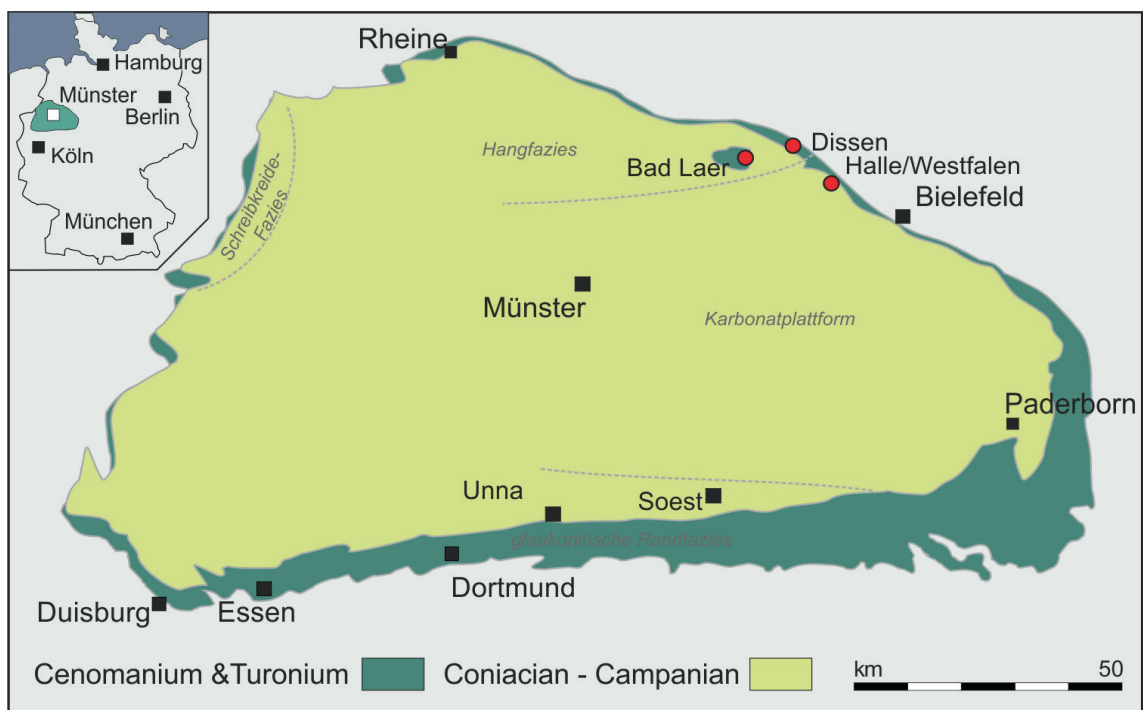 Hamburg
Münster
Berlin
Köln
München
Rheine
Hangfazies
Schreibkreide-
Fazies
Bad Laer
Dissen
Halle/Westfalen
Bielefeld
Münster
Karbonatplattform
Paderborn
Unna
Soest
glaukonitische Randfazies
Dortmund
Duisburg
Essen
Cenomanium &Turonium
Coniacian - Campanian
km
50